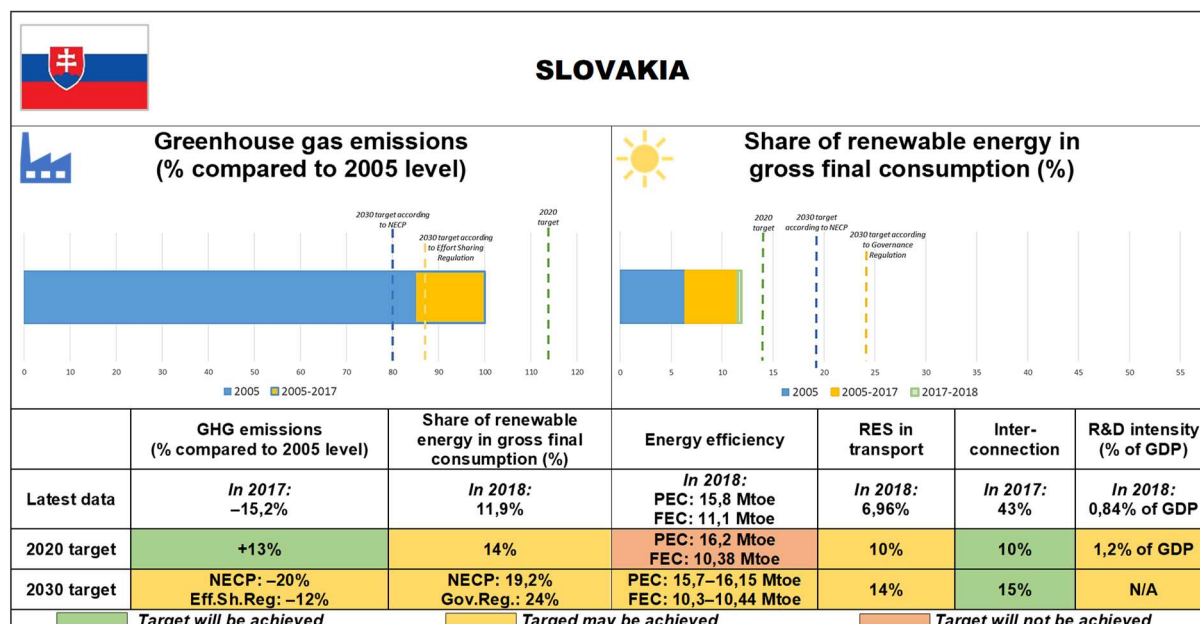 SLOVAKIA
Greenhouse gas emissions
(% compared to 2005 level)
2030 target according
to NECP
2030 target according
to Effort Sharing
Regulation
2020
target
0 10 20 30 40 50 60 70 80 90 100 110 120
2005 2005-2017
Share of renewable energy in
gross final consumption (%)
2020
target
2030 target
according to NECP
2030 target according
to Governance
Regulation
0 5 10 15 20 25 30 35 40 45 50 55
2005 2005-2017 2017-2018
GHG emissions
(% compared to 2005 level)
Share of renewable
energy in gross final
consumption (%)
Energy efficiency
RES in
transport
Inter-
connection
R&D intensity
(% of GDP)
Latest data
In 2017:
–15,2%
In 2018:
11,9%
In 2018:
PEC: 15,8 Mtoe
FEC: 11,1 Mtoe
In 2018:
6,96%
In 2017:
43%
In 2018:
0,84% of GDP
2020 target
+13%
14%
PEC: 16,2 Mtoe
FEC: 10,38 Mtoe
10%
10%
1,2% of GDP
2030 target
NECP: –20%
Eff.Sh.Reg: –12%
NECP: 19,2%
Gov.Reg.: 24%
PEC: 15,7–16,15 Mtoe
FEC: 10,3–10,44 Mtoe
14%
15%
N/A
Target will be achieved
Targed may be achieved
Target will not be achieved